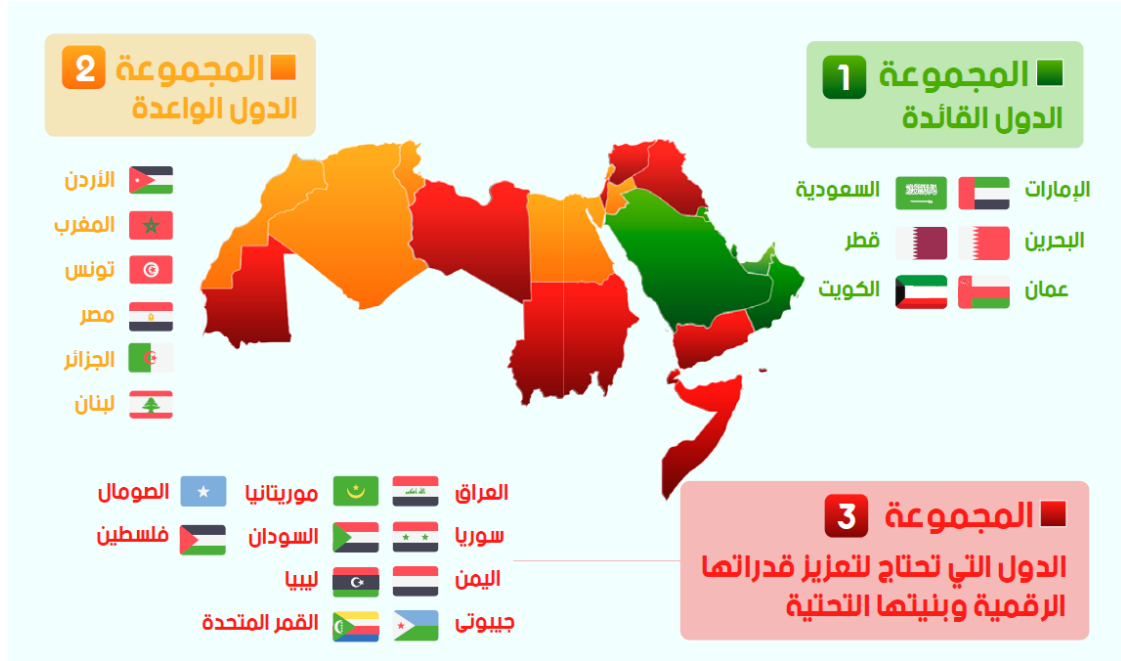 المجموعة 1
الدول القائدة
الإمارات السعودية
البحرين قطر
عمان الكويت
المجموعة 2
الدول الواعدة
الأردن
المغرب
تونس
مصر
الجزائر
لبنان
المجموعة 3
الدول التي تحتاج لتعزيز قدراتها
الرقمية وبنيتها التحتية
العراق موريتانيا الصومال
سوريا السودان فلسطين
اليمن ليبيا
جيبوتي القمر المتحدة